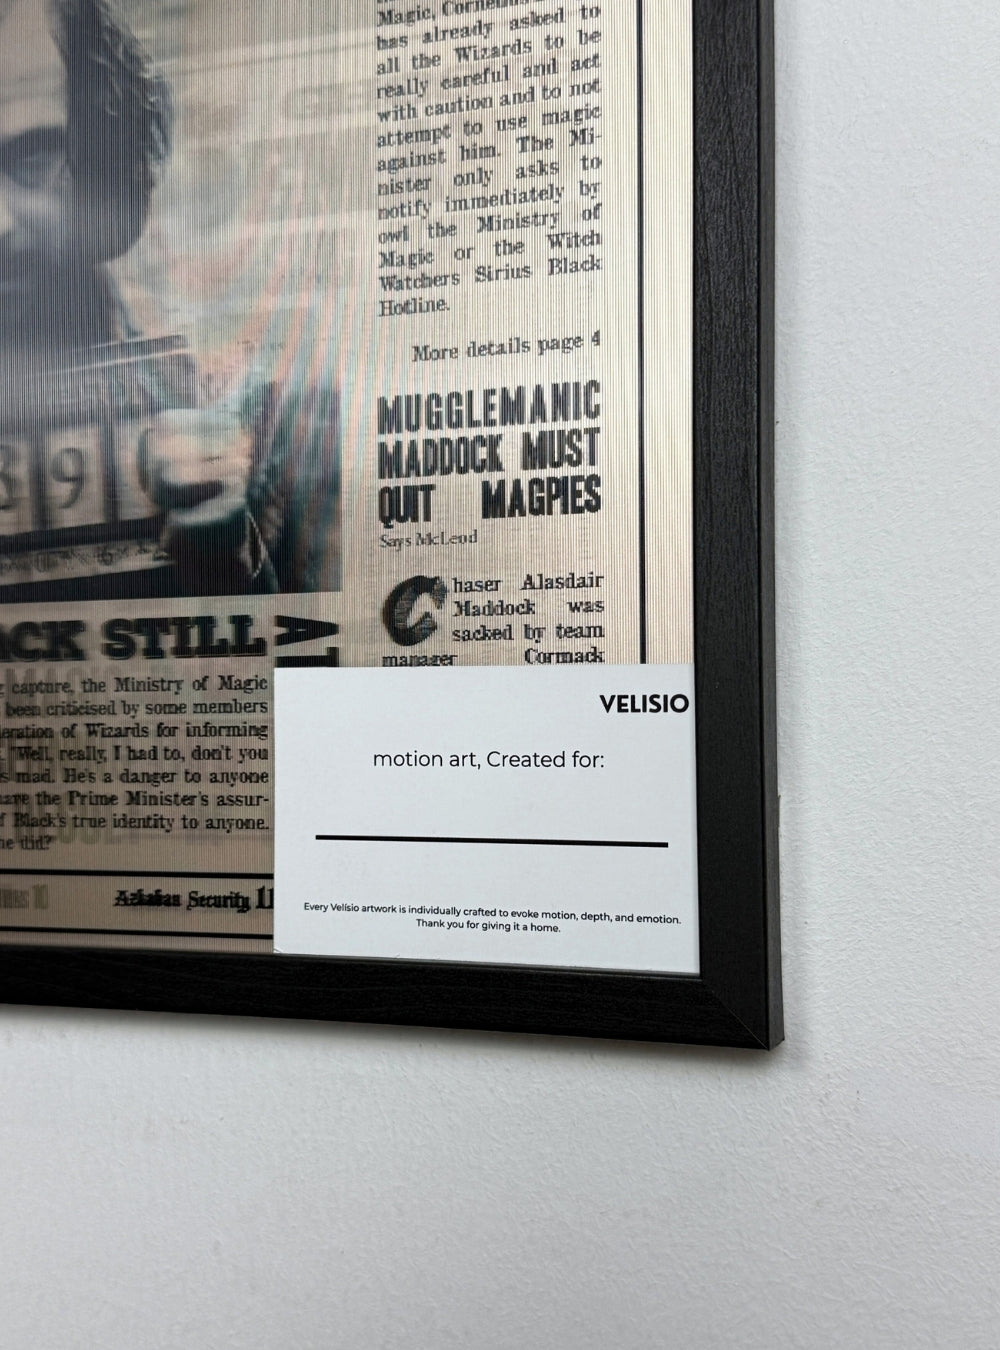 Magic,
has already asked to
all the Wizards to be
really careful and act
with caution and to not
attempt to use magic
against him. The Mi-
nister only asks to
notify immediately by
owl the Ministry of
Magic or the Witch
Watchers Sirius Black
Hotline.
More details page 4
MUGGLEMANIC
MADDOCK MUST
QUIT MAGPIES
Says McLeod
Chaser Alasdair
Maddock was
sacked by team
manager Cormack
39
CK STILL A
capture, the Ministry of Magic
been criticised by some members
eration of Wizards for informing
"Well, really, I had to, don't you
s mad. He's a danger to anyone
ave the Prime Minister's assur-
f Black's true identity to anyone.
he did?"
Azkaban Security 11
VELISIO
motion art, Created for:
Every Velísio artwork is individually crafted to evoke motion, depth, and emotion.
Thank you for giving it a home.